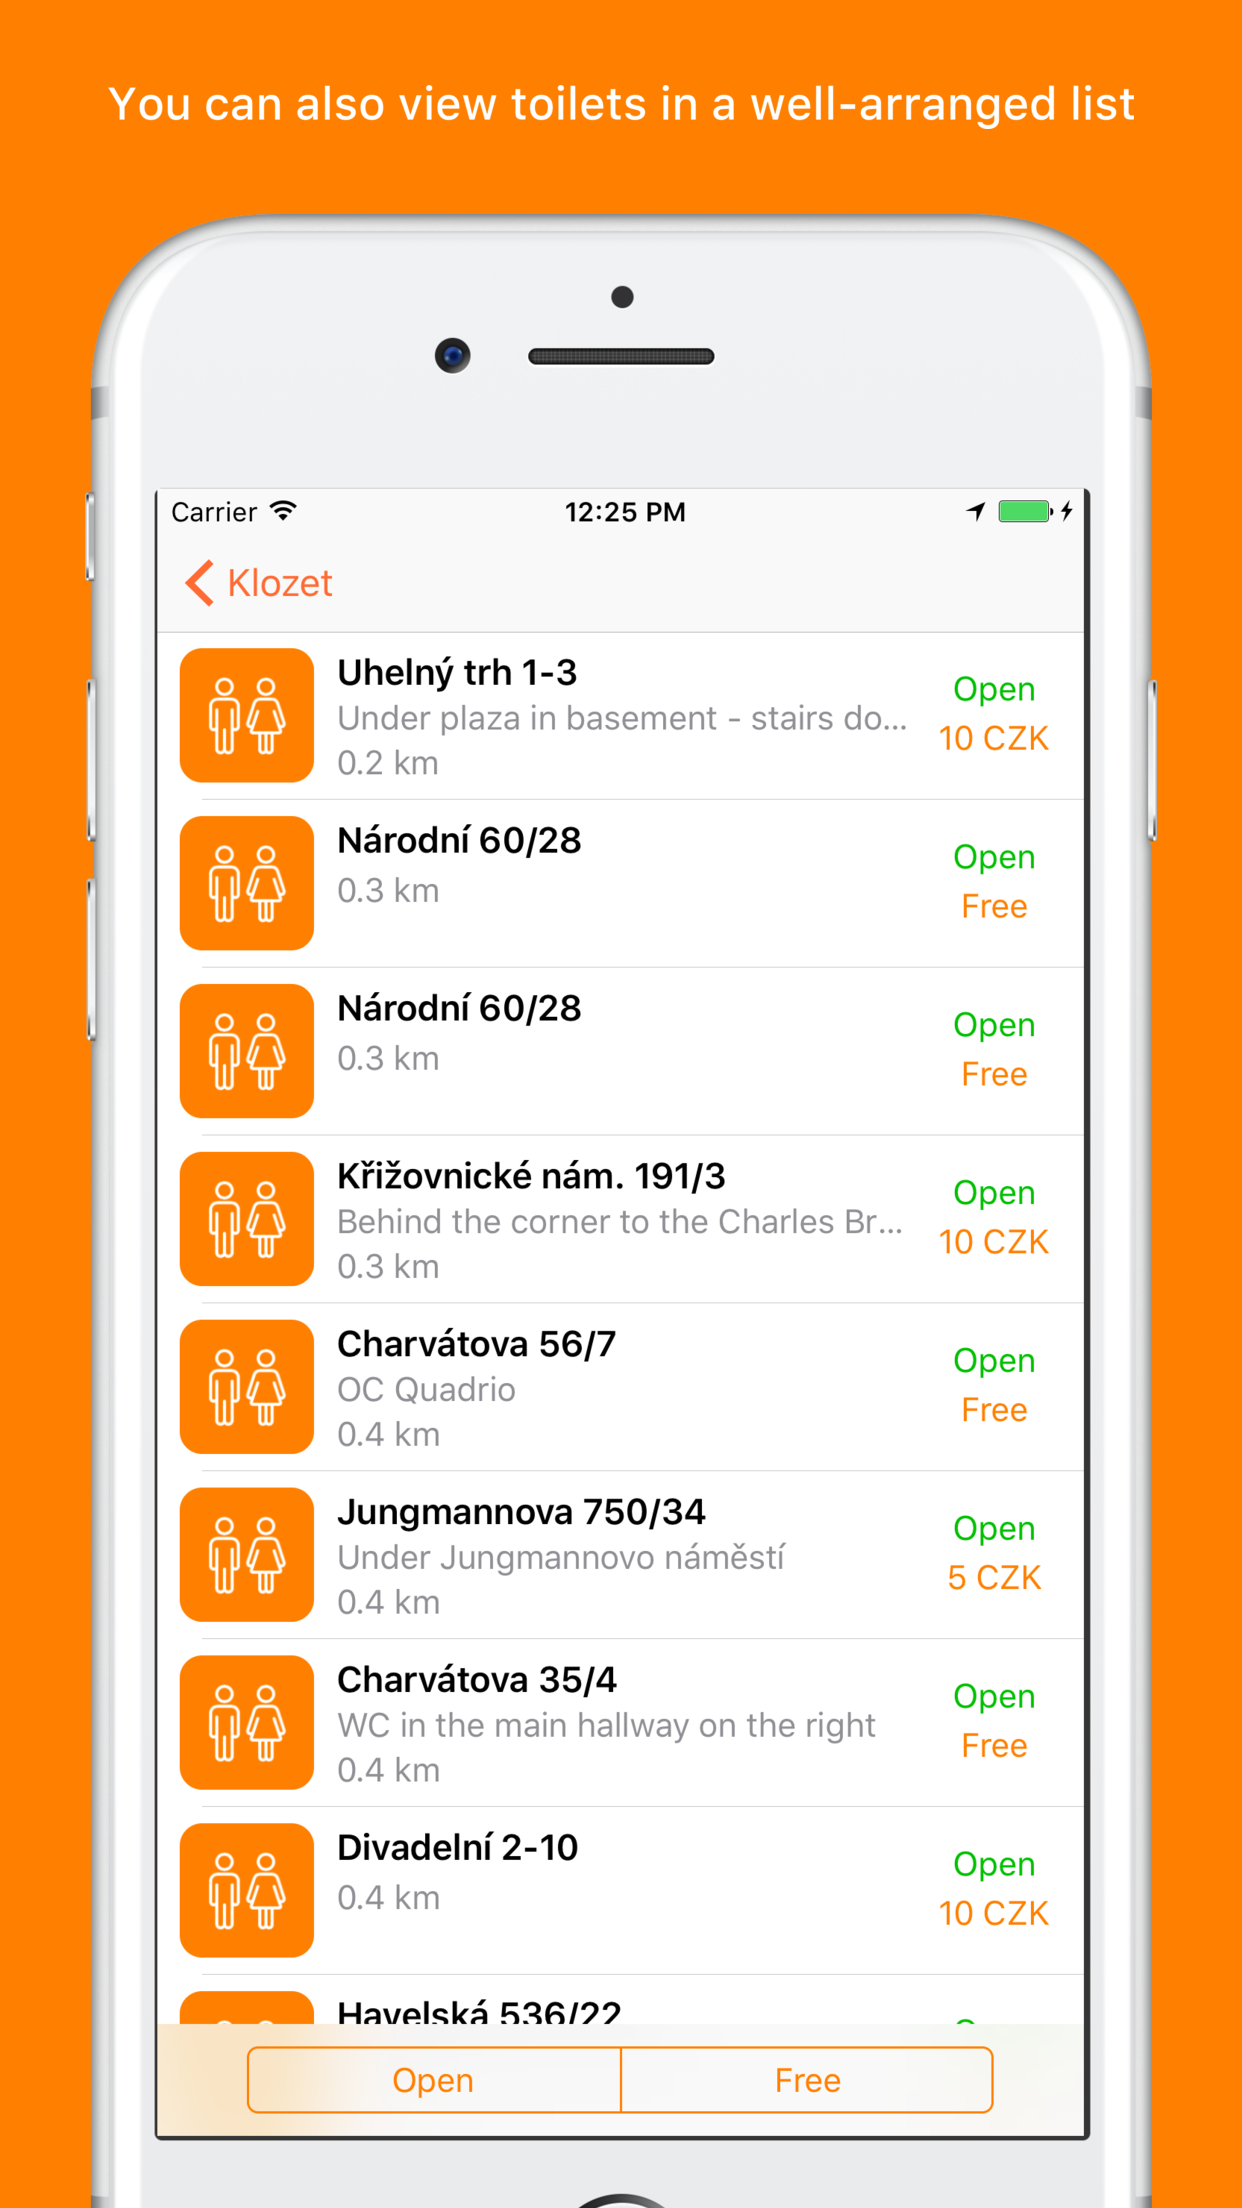 You can also view toilets in a well-arranged list
Carrier
12:25 PM
Klozet
Uhelný trh 1-3
Under plaza in basement - stairs do...
0.2 km
Open
10 CZK
Národní 60/28
0.3 km
Open
Free
Národní 60/28
0.3 km
Open
Free
Křižovnické nám. 191/3
Behind the corner to the Charles Br...
0.3 km
Open
10 CZK
Charvátova 56/7
OC Quadrio
0.4 km
Open
Free
Jungmannova 750/34
Under Jungmannovo náměstí
0.4 km
Open
5 CZK
Charvátova 35/4
WC in the main hallway on the right
0.4 km
Open
Free
Divadelní 2-10
0.4 km
Open
10 CZK
Havelská 536/22
Open
Free